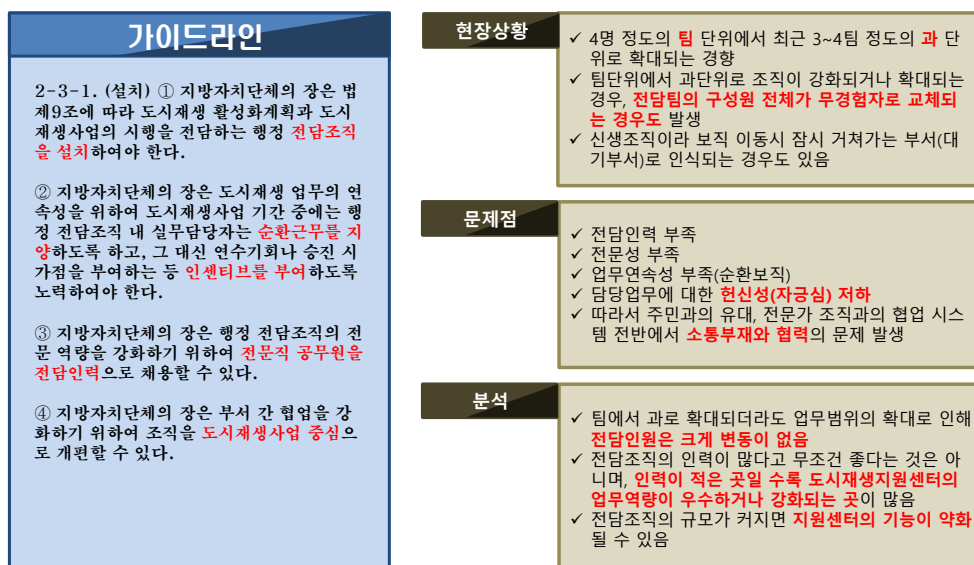 가이드라인
2-3-1. (설치) ① 지방자치단체의 장은 법
제9조에 따라 도시재생 활성화계획과 도시
재생사업의 시행을 전담하는 행정 전담조직
을 설치하여야 한다.
② 지방자치단체의 장은 도시재생 업무의 연
속성을 위하여 도시재생사업 기간 중에는 행
정 전담조직 내 실무담당자는 순환근무를 지
양하도록 하고, 그 대신 연수기회나 승진 시
가점을 부여하는 등 인센티브를 부여하도록
노력하여야 한다.
③ 지방자치단체의 장은 행정 전담조직의 전
문 역량을 강화하기 위하여 전문직 공무원을
전담인력으로 채용할 수 있다.
④ 지방자치단체의 장은 부서 간 협업을 강
화하기 위하여 조직을 도시재생사업 중심으
로 개편할 수 있다.
현장상황
✓ 4명 정도의 팀 단위에서 최근 3~4팀 정도의 과 단
위로 확대되는 경향
✓ 팀단위에서 과단위로 조직이 강화되거나 확대되는
경우, 전담팀의 구성원 전체가 무경험자로 교체되
는 경우도 발생
✓ 신생조직이라 보직 이동시 잠시 거쳐가는 부서(대
기부서)로 인식되는 경우도 있음
문제점
✓ 전담인력 부족
✓ 전문성 부족
✓ 업무연속성 부족(순환보직)
✓ 담당업무에 대한 헌신성(자긍심) 저하
✓ 따라서 주민과의 유대, 전문가 조직과의 협업 시스
템 전반에서 소통부재와 협력의 문제 발생
분석
✓ 팀에서 과로 확대되더라도 업무범위의 확대로 인해
전담인원은 크게 변동이 없음
✓ 전담조직의 인력이 많다고 무조건 좋다는 것은 아
니며, 인력이 적은 곳일 수록 도시재생지원센터의
업무역량이 우수하거나 강화되는 곳이 많음
✓ 전담조직의 규모가 커지면 지원센터의 기능이 약화
될 수 있음